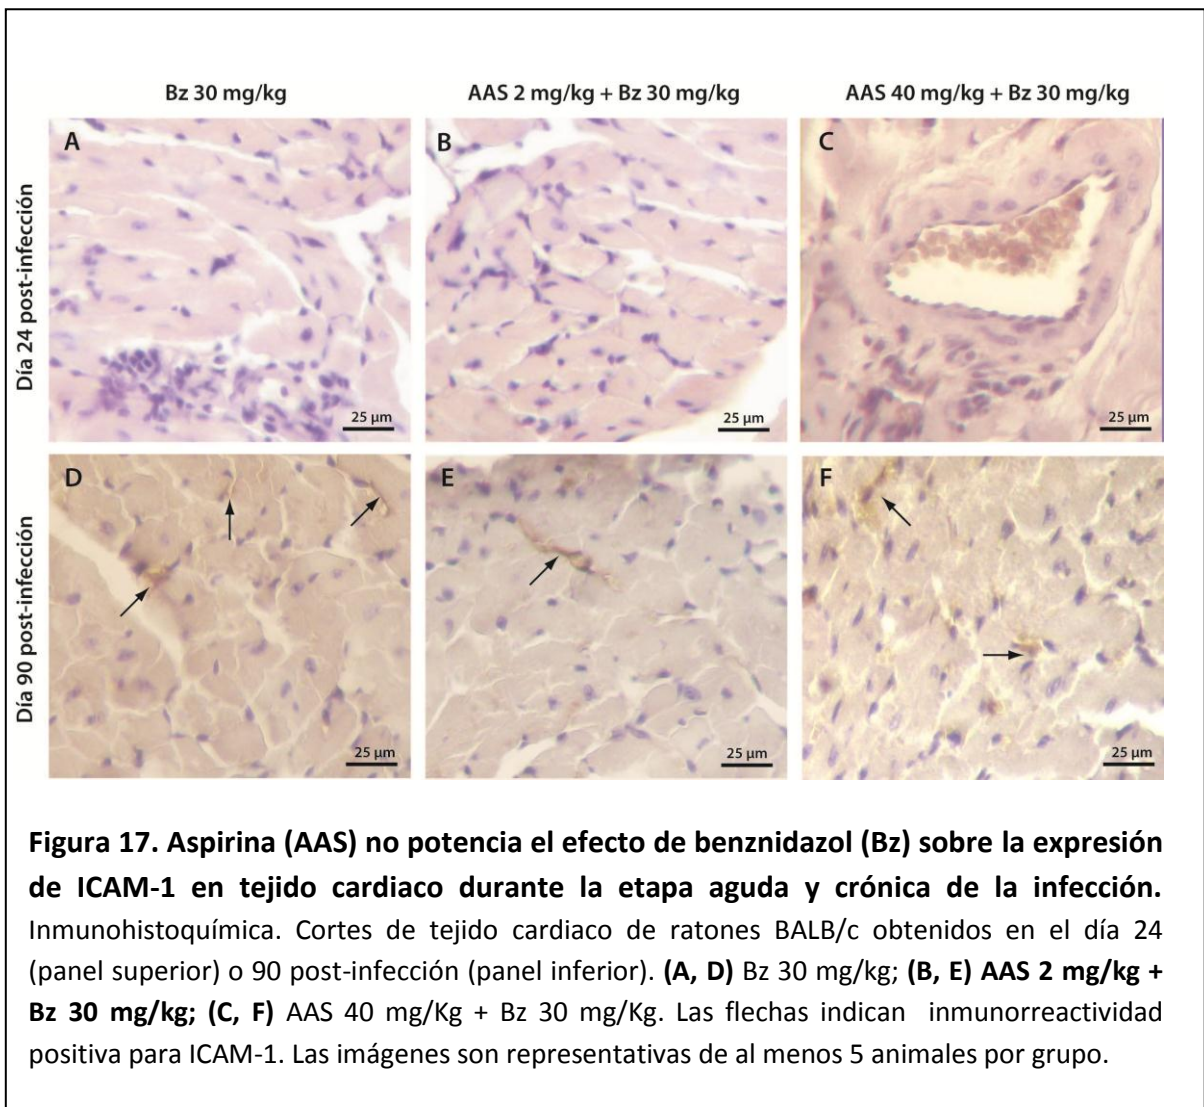 Bz 30 mg/kg
AAS 2 mg/kg + Bz 30 mg/kg
AAS 40 mg/kg + Bz 30 mg/kg
Día 24 post-infección
A
25 µm
B
25 µm
C
25 µm
Día 90 post-infección
D
25 µm
E
25 µm
F
25 µm
Figura 17. Aspirina (AAS) no potencia el efecto de benznidazol (Bz) sobre la expresión
de ICAM-1 en tejido cardiaco durante la etapa aguda y crónica de la infección.
Inmunohistoquímica. Cortes de tejido cardiaco de ratones BALB/c obtenidos en el día 24
(panel superior) o 90 post-infección (panel inferior). (A, D) Bz 30 mg/kg; (B, E) AAS 2 mg/kg +
Bz 30 mg/kg; (C, F) AAS 40 mg/Kg + Bz 30 mg/Kg. Las flechas indican inmunorreactividad
positiva para ICAM-1. Las imágenes son representativas de al menos 5 animales por grupo.